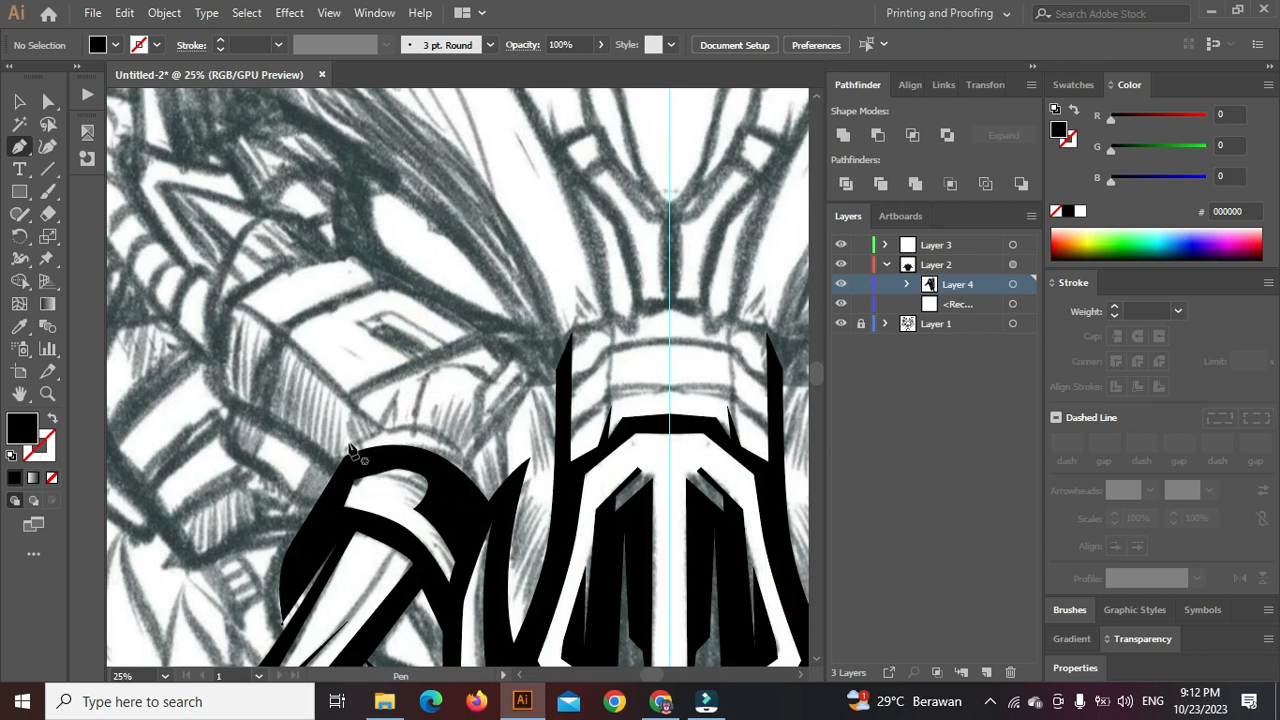 Ai
File Edit Object Type Select Effect View Window Help
Printing and Proofing
Search Adobe Stock
No Selection
Stroke:
3 pt. Round
Opacity: 100%
Style:
Document Setup
Preferences
Untitled-2* @ 25% (RGB/GPU Preview)
Pathfinder Align Links Transfon
Shape Modes:
Expand
Pathfinders:
Layers Artboards
Layer 3
Layer 2
Layer 4
<Rec...
Layer 1
3 Layers
Swatches Color
R 0
G 0
B 0
# 000000
Stroke
Weight:
Cap:
Corner: Limit:
Align Stroke:
Dashed Line
dash gap dash gap dash gap
Arrowheads:
Scale: 100% 100%
Align:
Profile:
Brushes Graphic Styles Symbols
Gradient Transparency
Properties
25% 1 Pen
Type here to search
29°C Berawan
ENG
9:12 PM
10/23/2023